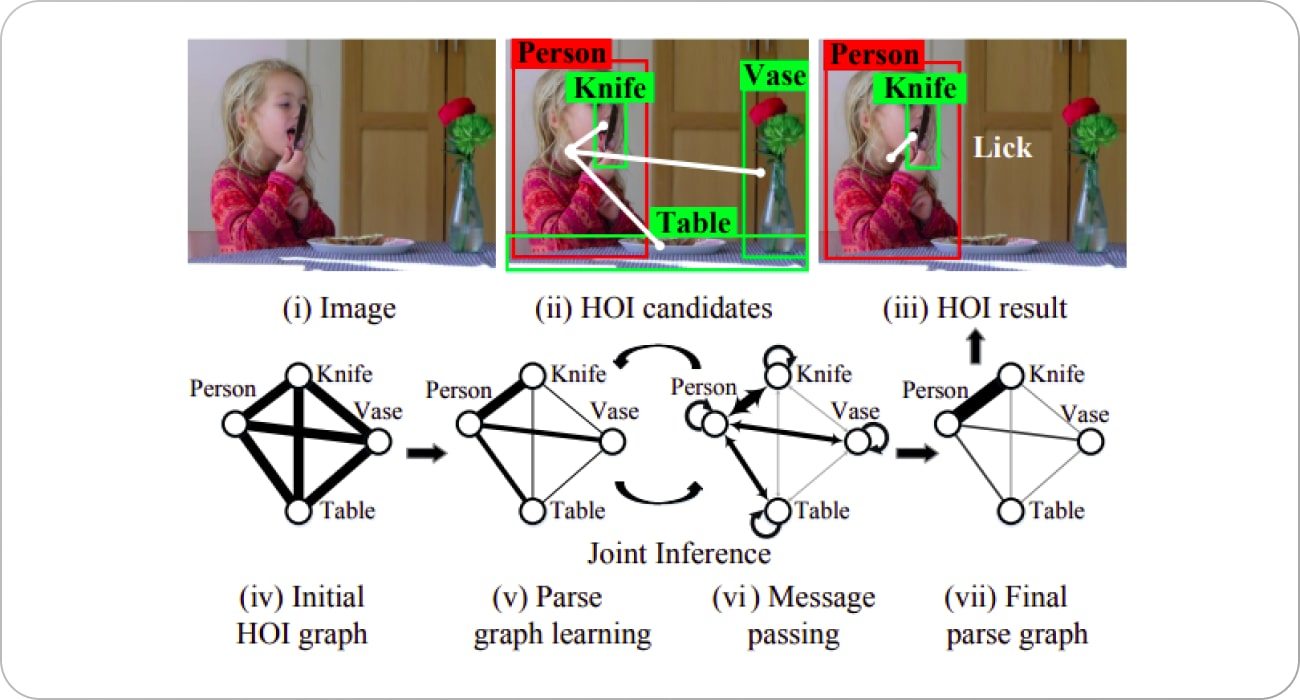 Person
Knife
Vase
Table
Person
Knife
Lick
(i) Image
(ii) HOI candidates
(iii) HOI result
Person
Knife
Vase
Table
Person
Knife
Vase
Table
Person
Knife
Vase
Table
Person
Knife
Vase
Table
Joint Inference
(iv) Initial
HOI graph
(v) Parse
graph learning
(vi) Message
passing
(vii) Final
parse graph